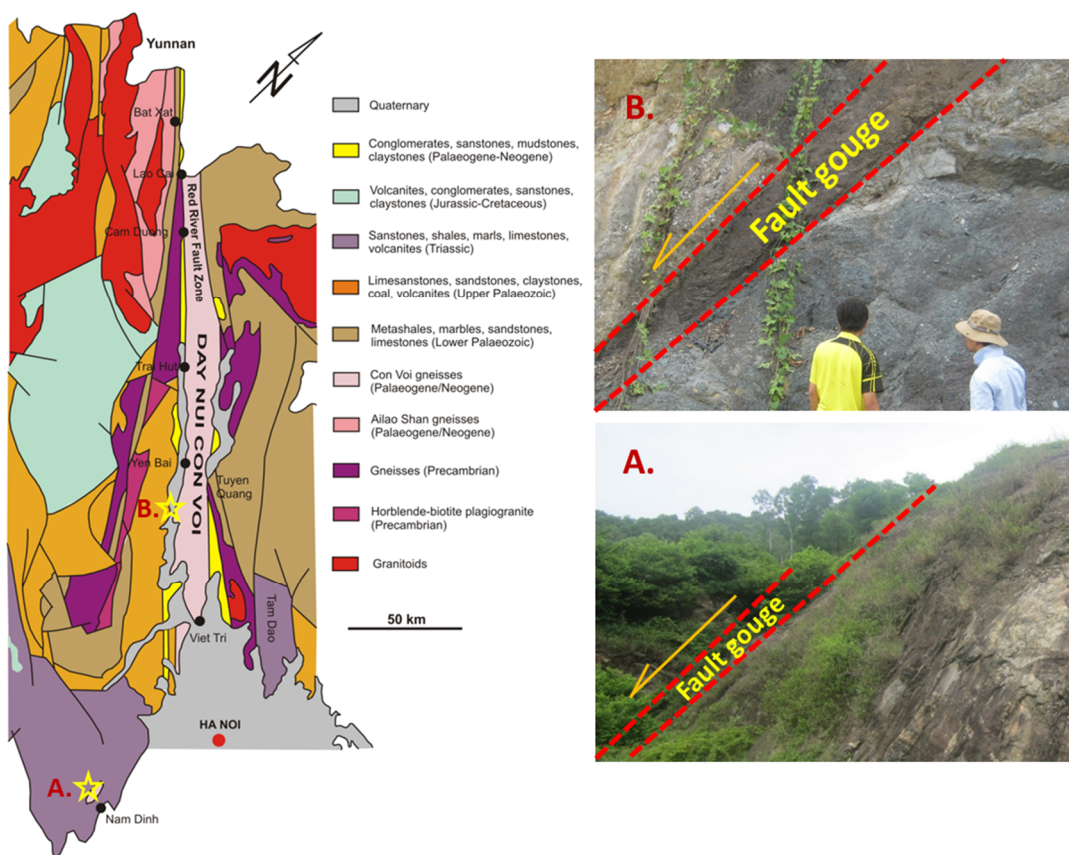 Yunnan
N
Bat Xat
Lao Cai
Cam Duong
Red River Fault Zone
Trai Hut
DAY NUI CON VOI
Yen Bai
Tuyen
Quang
B.
Viet Tri
Tam Dao
HA NOI
A.
Nam Dinh
Quaternary
Conglomerates, sanstones, mudstones,
claystones (Palaeogene-Neogene)
Volcanites, conglomerates, sanstones,
claystones (Jurassic-Cretaceous)
Sanstones, shales, marls, limestones,
volcanites (Triassic)
Limesanstones, sandstones, claystones,
coal, volcanites (Upper Palaeozoic)
Metashales, marbles, sandstones,
limestones (Lower Palaeozoic)
Con Voi gneisses
(Palaeogene/Neogene)
Ailao Shan gneisses
(Palaeogene/Neogene)
Gneisses (Precambrian)
Horblende-biotite plagiogranite
(Precambrian)
Granitoids
50 km
B.
Fault gouge
A.
Fault gouge